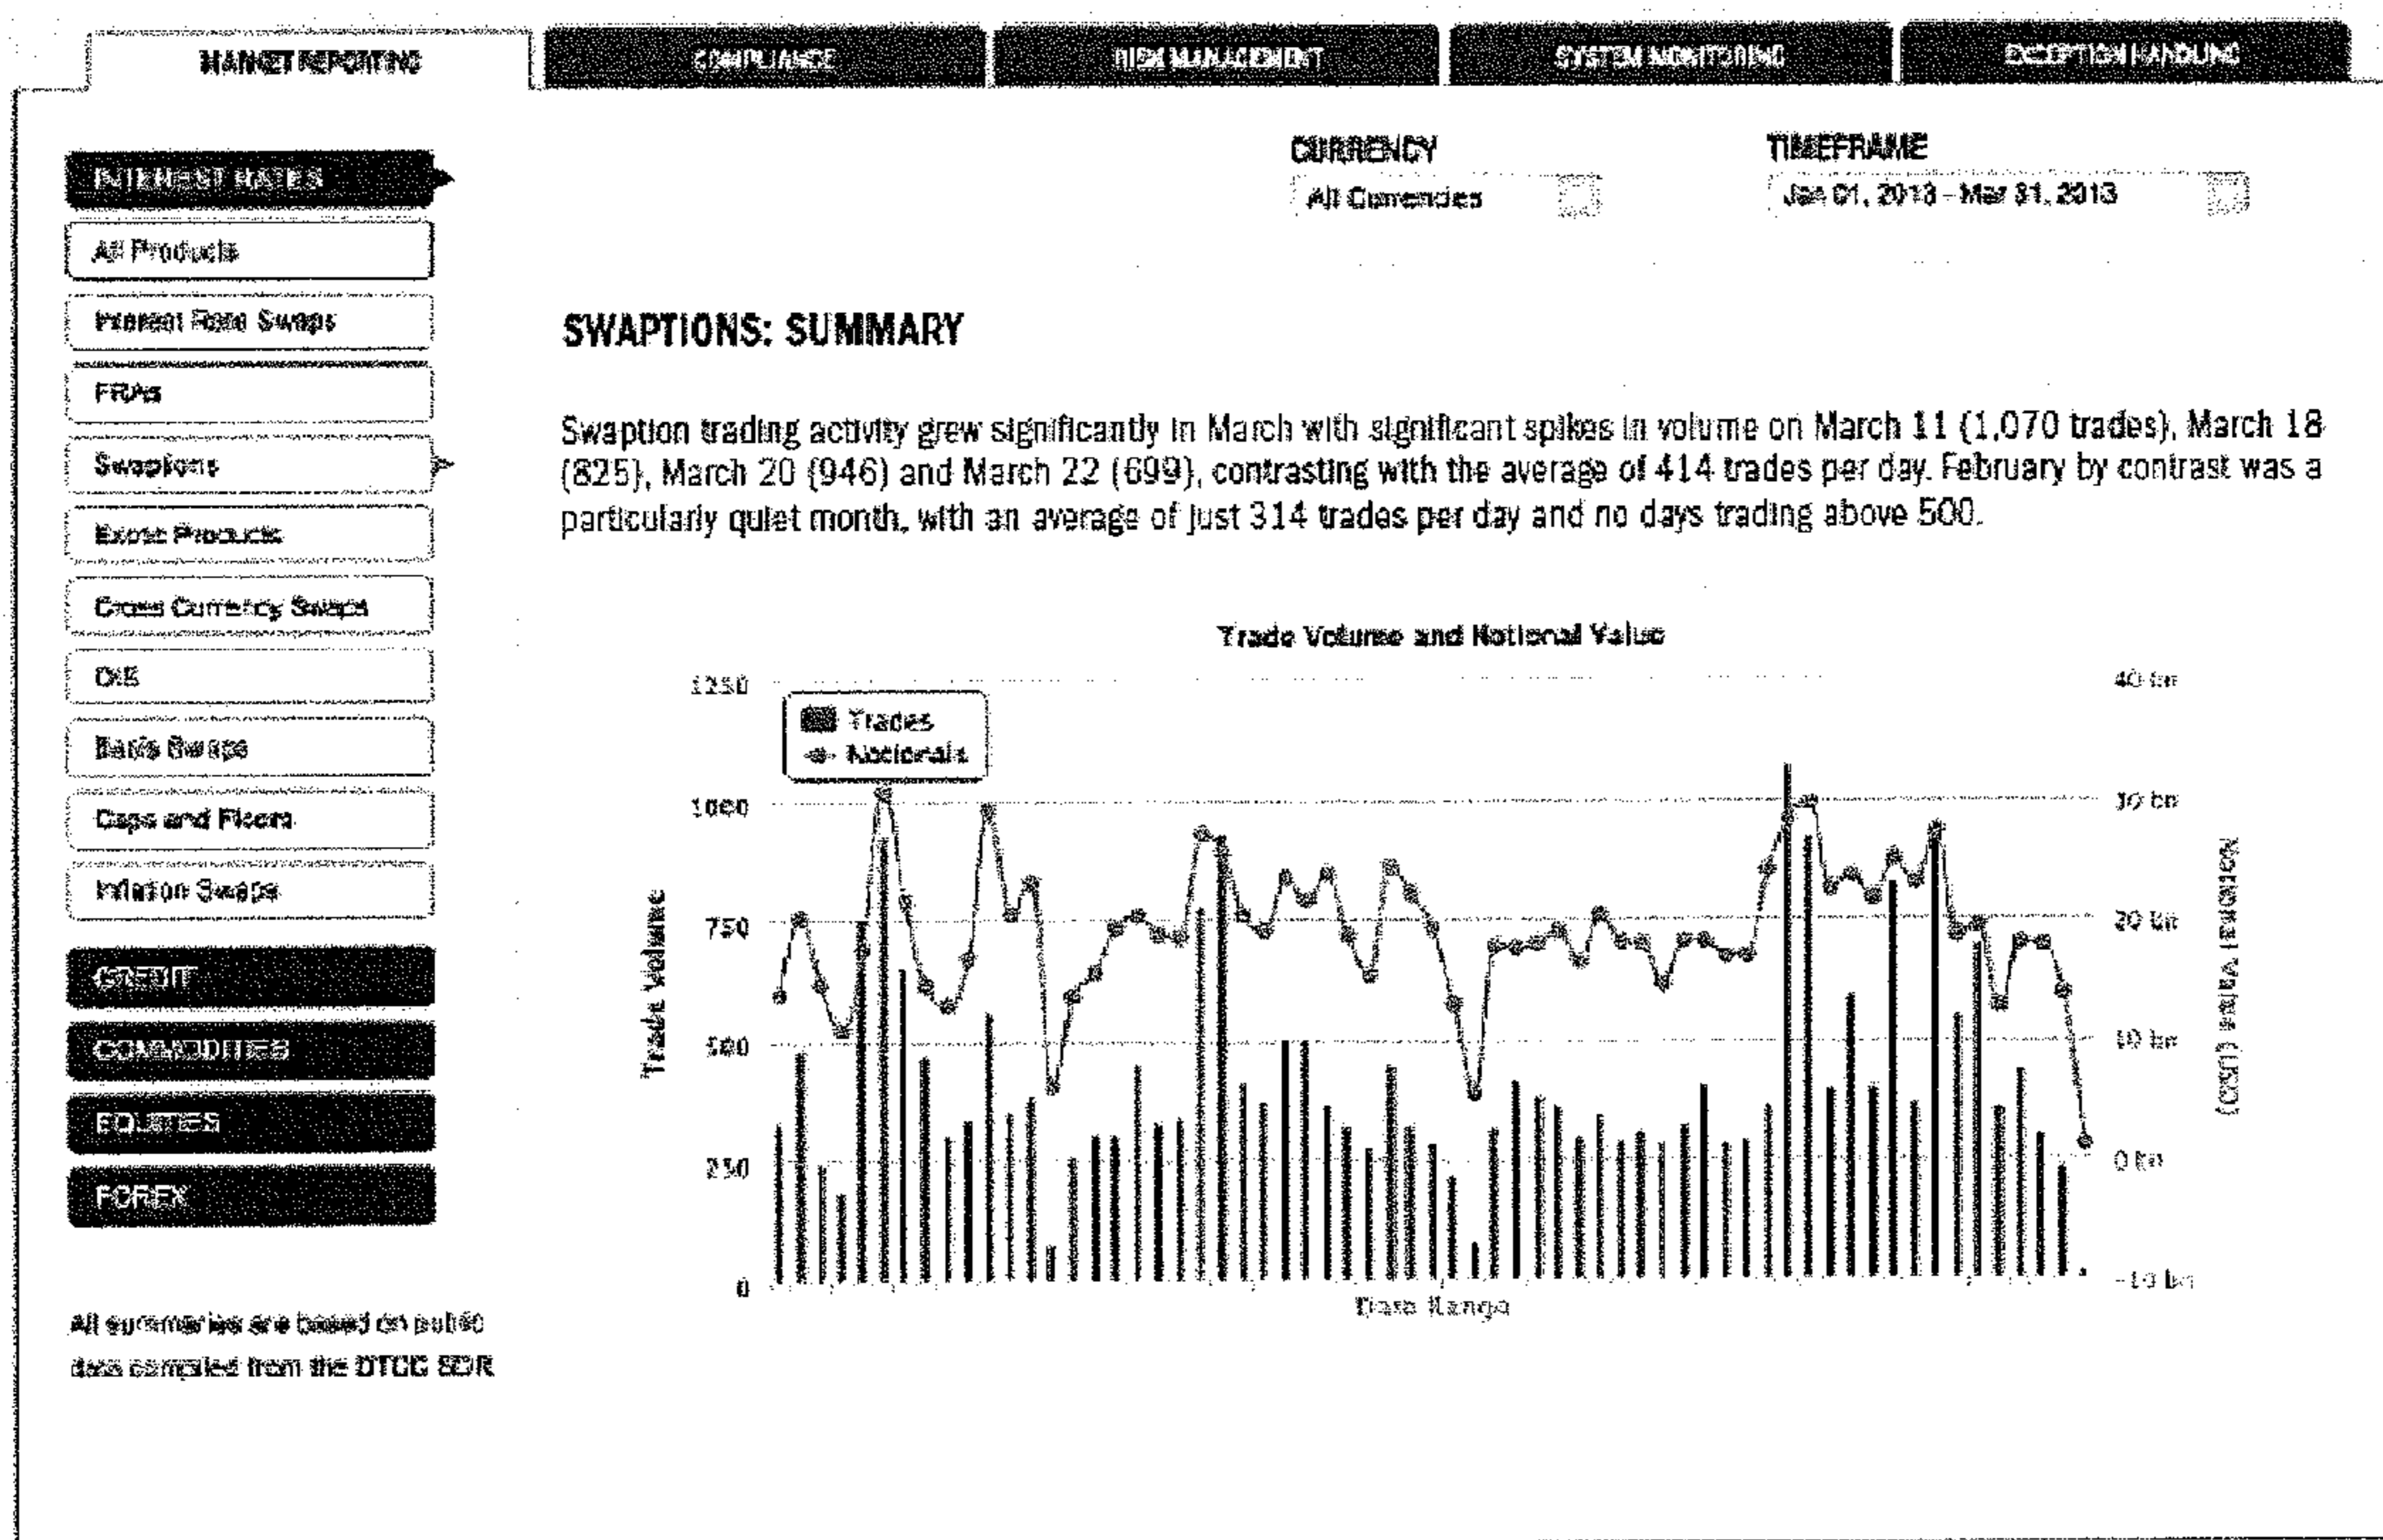 MARKET REPORTING
COMPLIANCE
RISK MANAGEMENT
SYSTEM MONITORING
EXCEPTION HANDLING
CURRENCY
TIMEFRAME
All Currencies
Jan 01, 2013 - Mar 31, 2013
INTEREST RATES
All Products
Interest Rate Swaps
FRAs
Swaptions
Exotic Products
Cross Currency Swaps
OIS
Basis Swaps
Caps and Floors
Inflation Swaps
CREDIT
COMMODITIES
EQUITIES
FOREX
All summaries are based on public
data compiled from the DTCC SDR
SWAPTIONS: SUMMARY
Swaption trading activity grew significantly in March with significant spikes in volume on March 11 (1,070 trades), March 18
(825), March 20 (946) and March 22 (699), contrasting with the average of 414 trades per day. February by contrast was a
particularly quiet month, with an average of just 314 trades per day and no days trading above 500.
Trade Volume and Notional Value
Trades
Notionals
1250
1000
750
500
250
0
Trade Volume
40 bn
30 bn
20 bn
10 bn
0 bn
-10 bn
Notional Value (USD)
Date Range